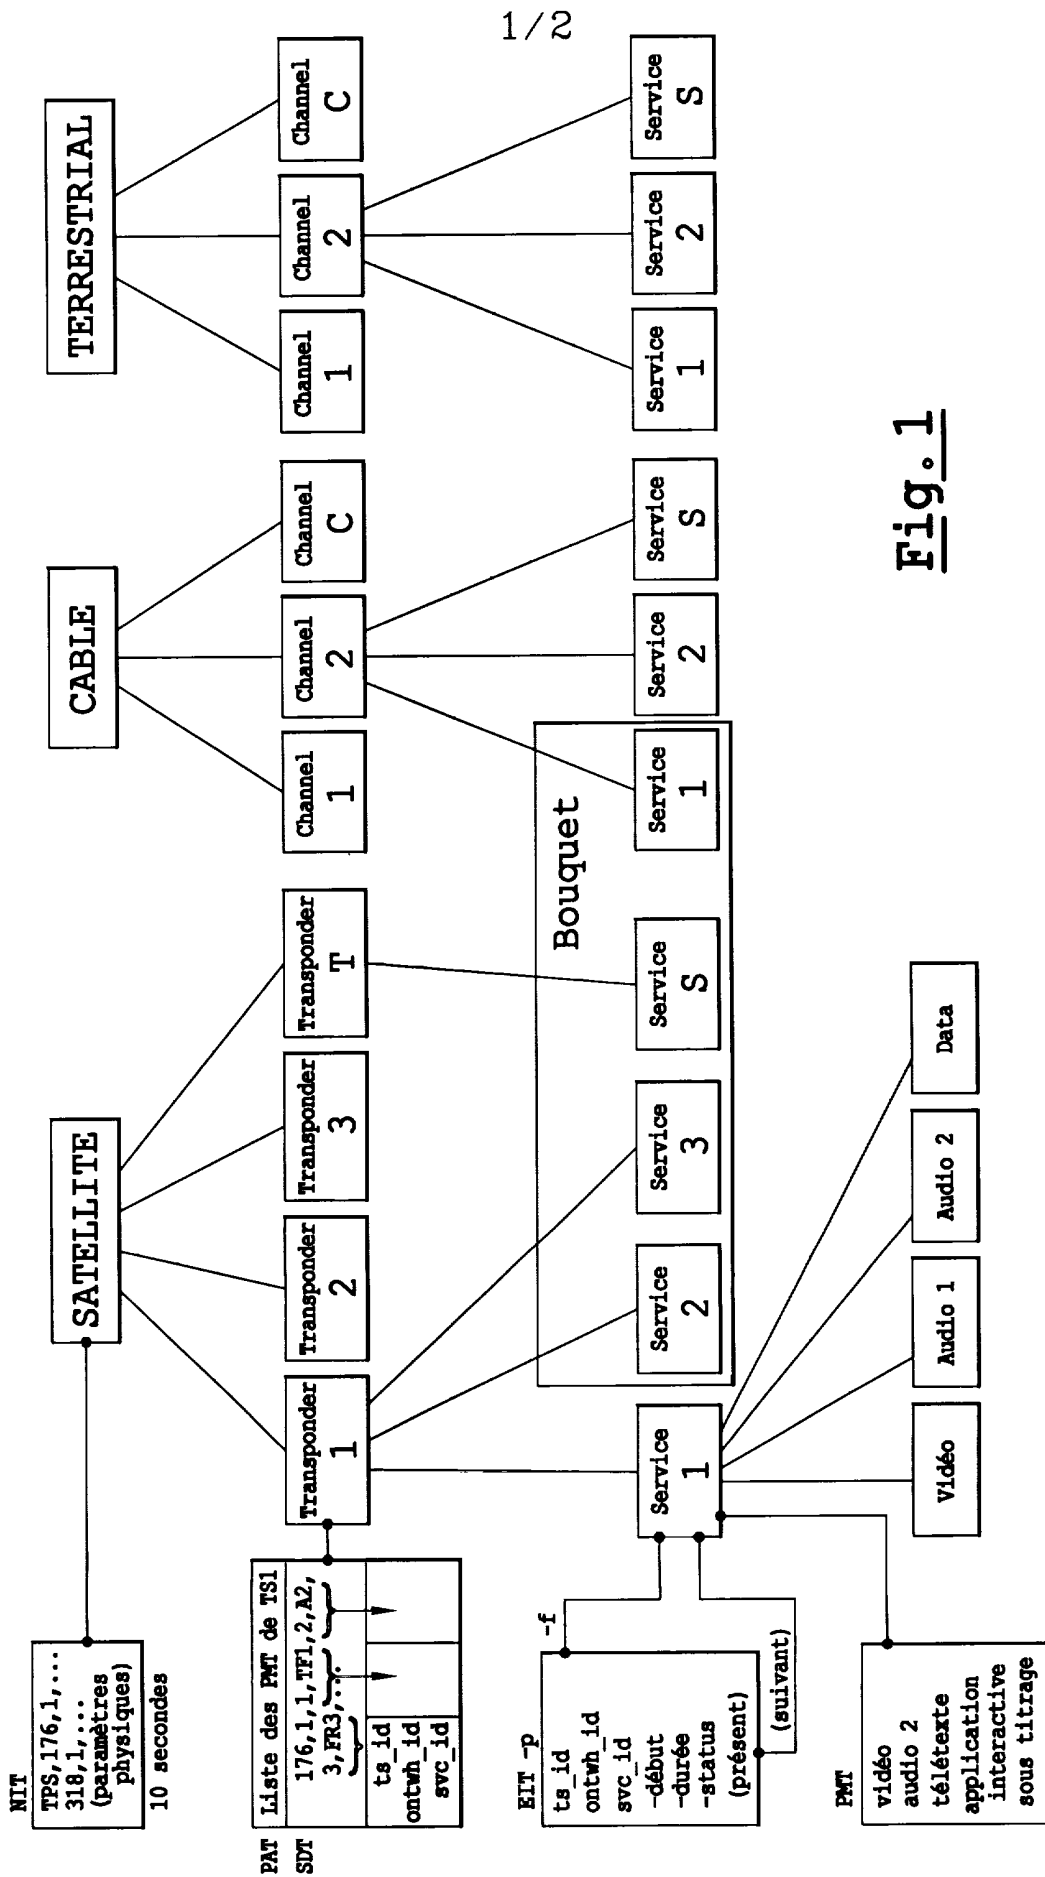 1/2
NIT
TPS,176,1,...
318,1,...
(paramètres
physiques)
10 secondes
SATELLITE
CABLE
TERRESTRIAL
PAT
Liste des PMT de TS1
SDT
176,1,1,TF1,2,A2,
3,FR3,...
ts_id
ontwh_id
svc_id
Transponder
1
Transponder
2
Transponder
3
Transponder
T
Channel
1
Channel
2
Channel
C
Channel
1
Channel
2
Channel
C
EIT -p
-f
ts_id
ontwh_id
svc_id
-début
-durée
-status
(présent)
(suivant)
Bouquet
Service
1
Service
2
Service
3
Service
S
Service
1
Service
2
Service
S
Service
1
Service
2
Service
S
PMT
vidéo
audio 2
télétexte
application
interactive
sous titrage
Vidéo
Audio 1
Audio 2
Data
Fig.1